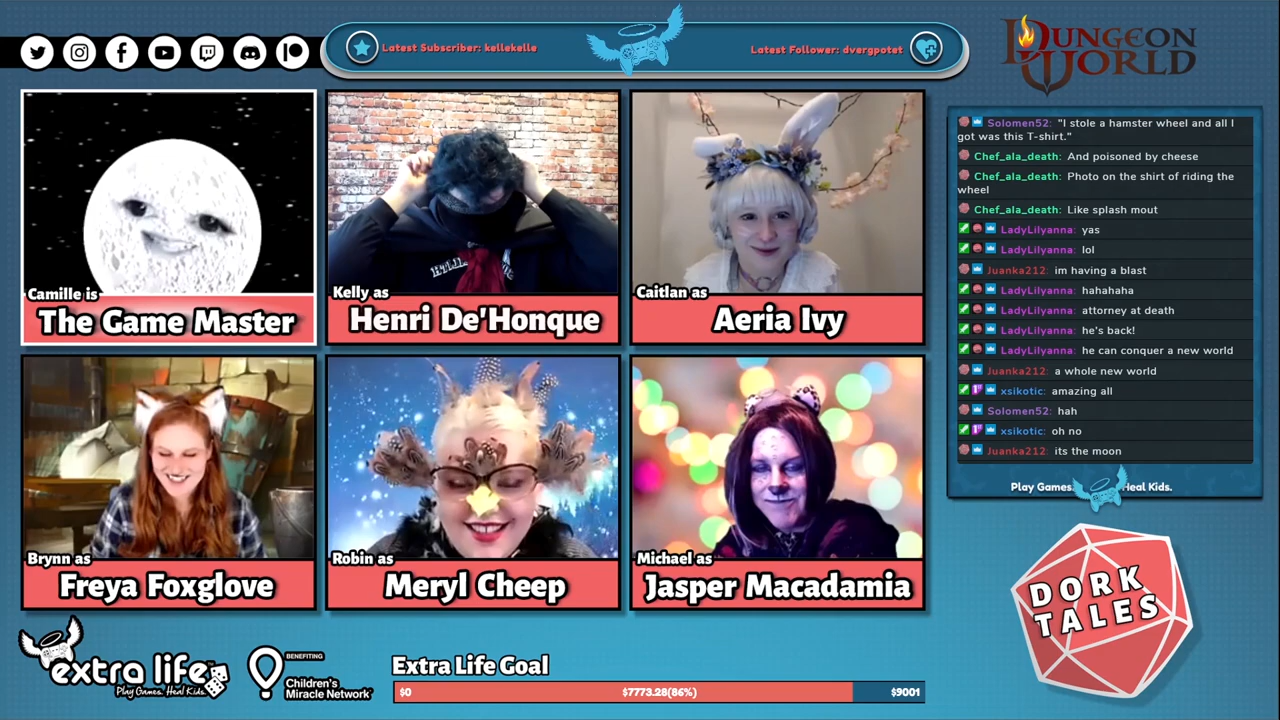 Latest Subscriber: kellekelle
Latest Follower: dvergpotet
DUNGEON
WORLD
Camille is
The Game Master
Kelly as
Henri De'Honque
Caitlan as
Aeria Ivy
Brynn as
Freya Foxglove
Robin as
Meryl Cheep
Michael as
Jasper Macadamia
Solomen52: "I stole a hamster wheel and all I
got was this T-shirt."
Chef_ala_death: And poisoned by cheese
Chef_ala_death: Photo on the shirt of riding the
wheel
Chef_ala_death: Like splash mout
LadyLilyanna: yas
LadyLilyanna: lol
Juanka212: im having a blast
LadyLilyanna: hahahaha
LadyLilyanna: attorney at death
LadyLilyanna: he's back!
LadyLilyanna: he can conquer a new world
Juanka212: a whole new world
xsikotic: amazing all
Solomen52: hah
xsikotic: oh no
Juanka212: its the moon
Play Games. Heal Kids.
DORK
TALES
extra life
Play Games. Heal Kids.
BENEFITING
Children's
Miracle Network
Extra Life Goal
$0 $7773.28(86%) $9001